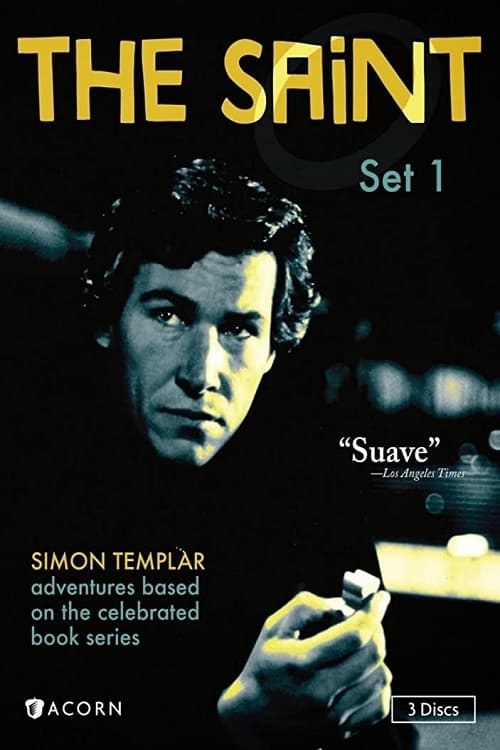 THE SAiNT
Set 1
“Suave”
—Los Angeles Times
SIMON TEMPLAR
adventures based
on the celebrated
book series
ACORN
3 Discs